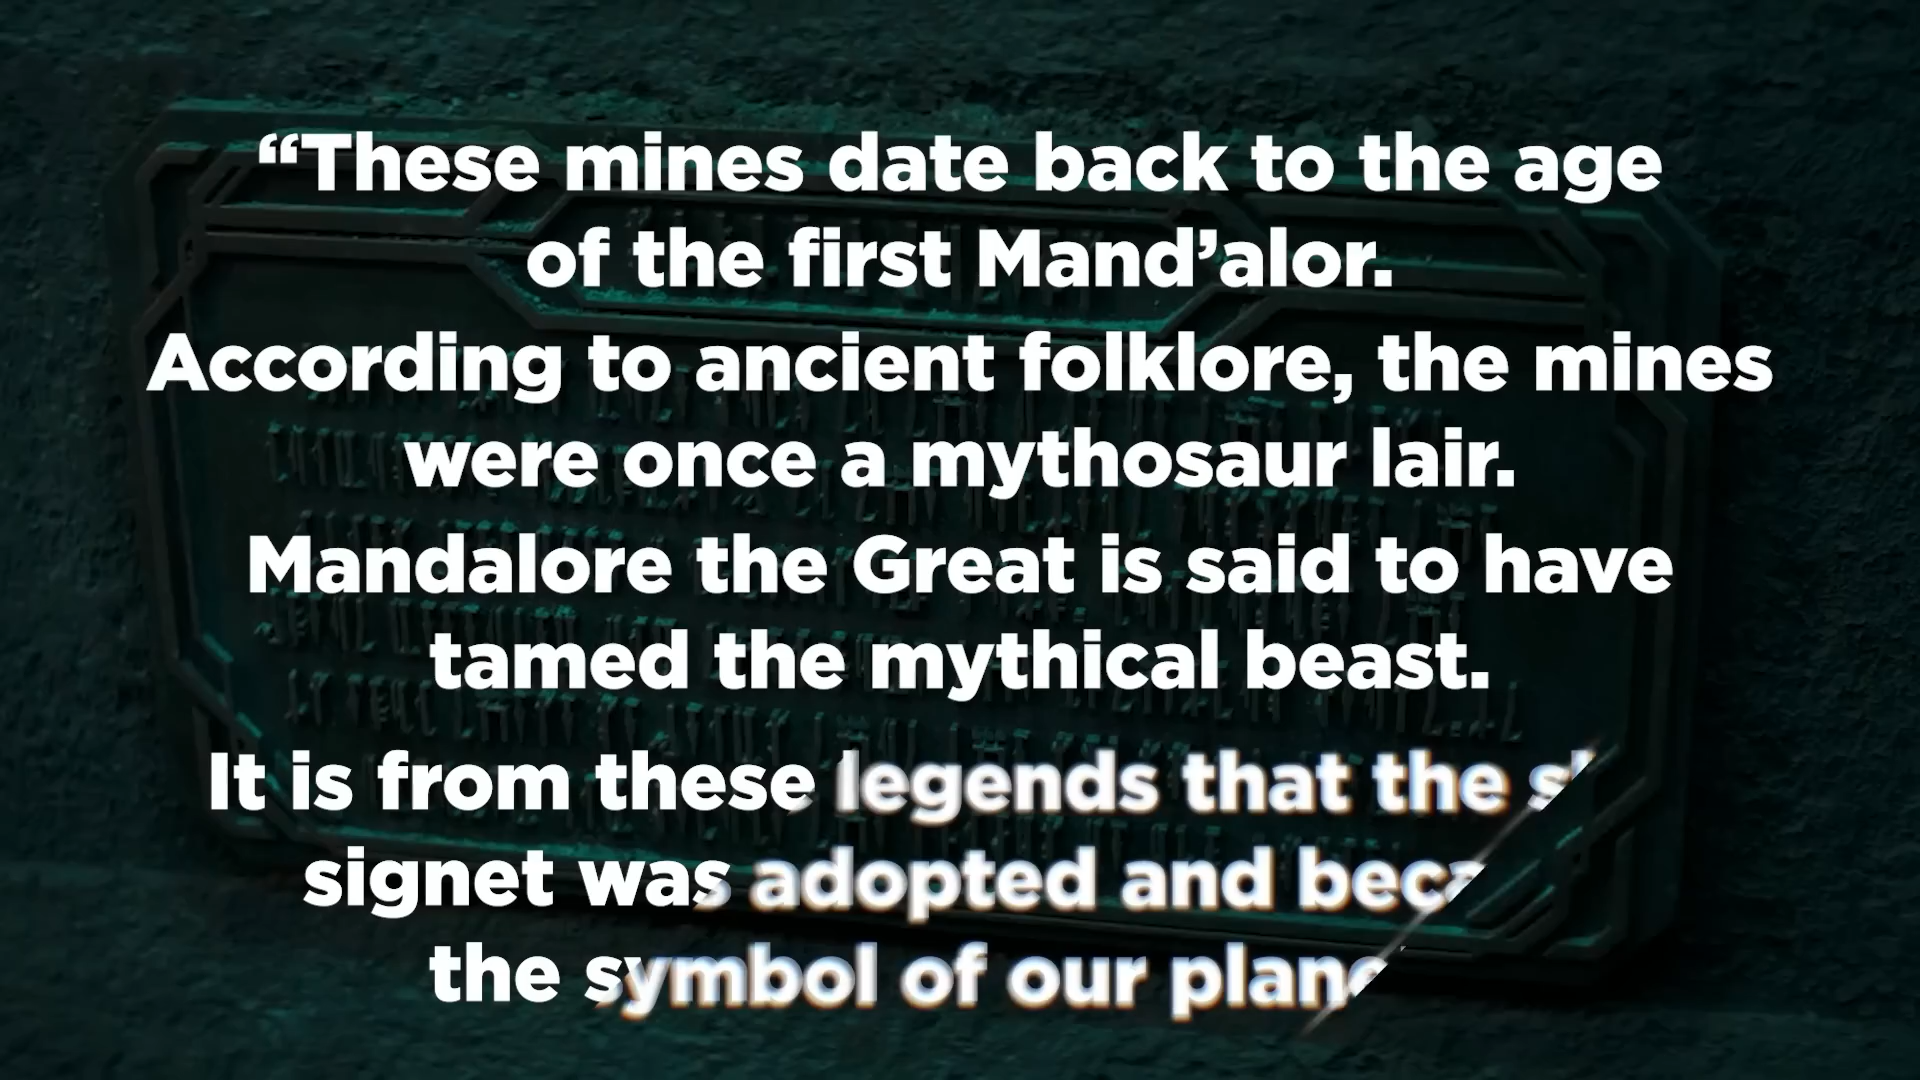 “These mines date back to the age
of the first Mand’alor.
According to ancient folklore, the mines
were once a mythosaur lair.
Mandalore the Great is said to have
tamed the mythical beast.
It is from these legends that the
signet was adopted and
the symbol of our